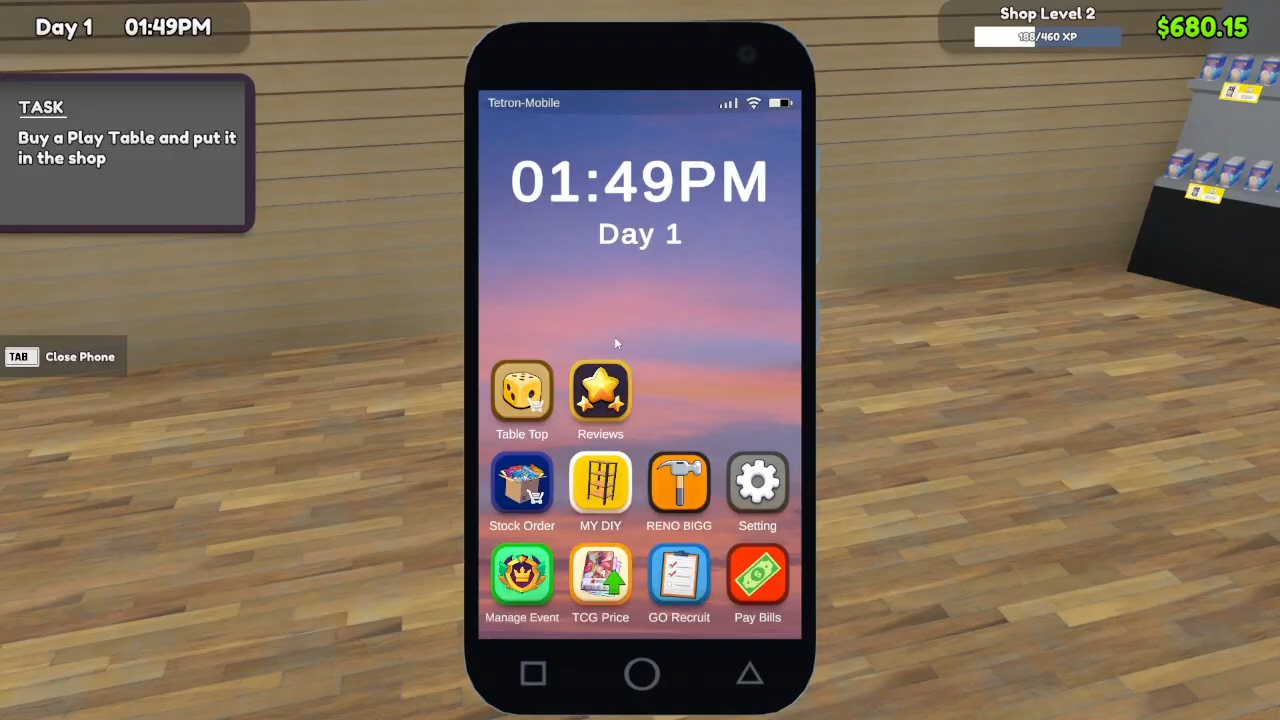 Day 1 01:49PM
Shop Level 2
188/460 XP
$680.15
TASK
Buy a Play Table and put it
in the shop
TAB Close Phone
Tetron-Mobile
01:49PM
Day 1
Table Top
Reviews
Stock Order
MY DIY
RENO BIGG
Setting
Manage Event
TCG Price
GO Recruit
Pay Bills